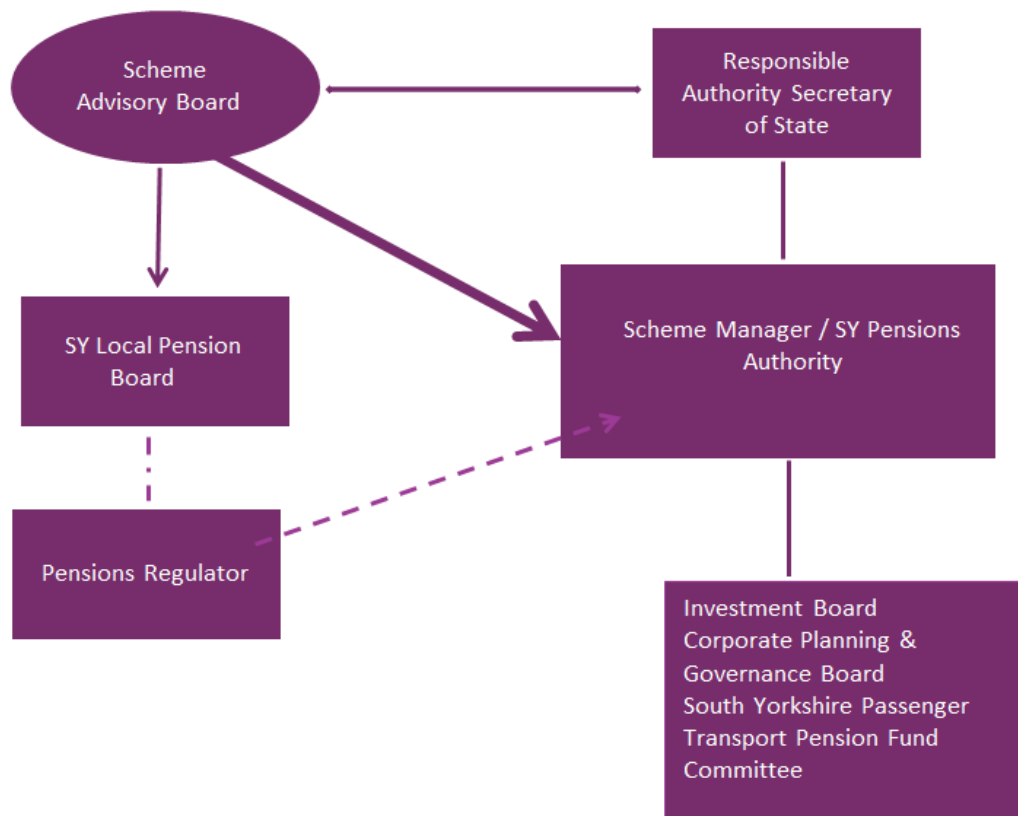 Scheme
Advisory Board
Responsible
Authority Secretary
of State
SY Local Pension
Board
Scheme Manager / SY Pensions
Authority
Pensions Regulator
Investment Board
Corporate Planning &
Governance Board
South Yorkshire Passenger
Transport Pension Fund
Committee